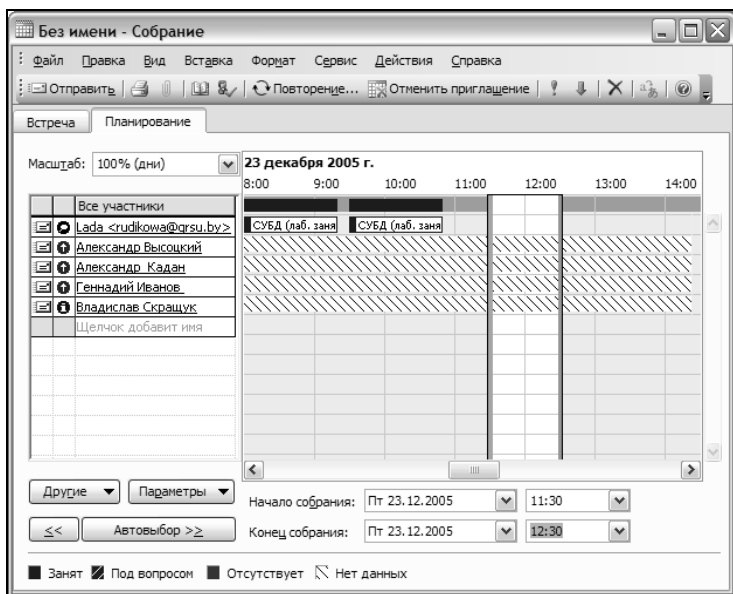 Без имени - Собрание
Файл Правка Вид Вставка Формат Сервис Действия Справка
Отправить Повторение... Отменить приглашение
Встреча Планирование
Масштаб: 100% (дни)
23 декабря 2005 г.
8:00 9:00 10:00 11:00 12:00 13:00 14:00
Все участники
Lada <rudikowa@grsu.by> СУБД (лаб. заня СУБД (лаб. заня
Александр Высоцкий
Александр Кадан
Геннадий Иванов
Владислав Скращук
Щелчок добавит имя
Другие Параметры
Начало собрания: Пт 23.12.2005 11:30
<< Автовыбор >>
Конец собрания: Пт 23.12.2005 12:30
Занят Под вопросом Отсутствует Нет данных